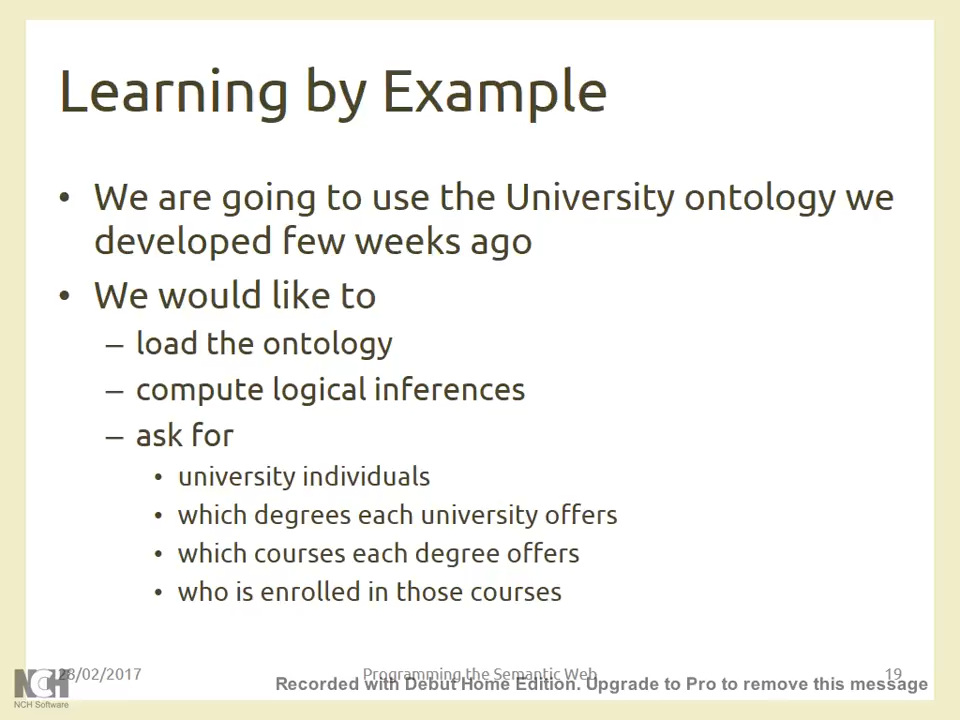 Learning by Example
• We are going to use the University ontology we
developed few weeks ago
• We would like to
– load the ontology
– compute logical inferences
– ask for
• university individuals
• which degrees each university offers
• which courses each degree offers
• who is enrolled in those courses
28/02/2017
Programming the Semantic Web
19
NCH
NCH Software
Recorded with Debut Home Edition. Upgrade to Pro to remove this message